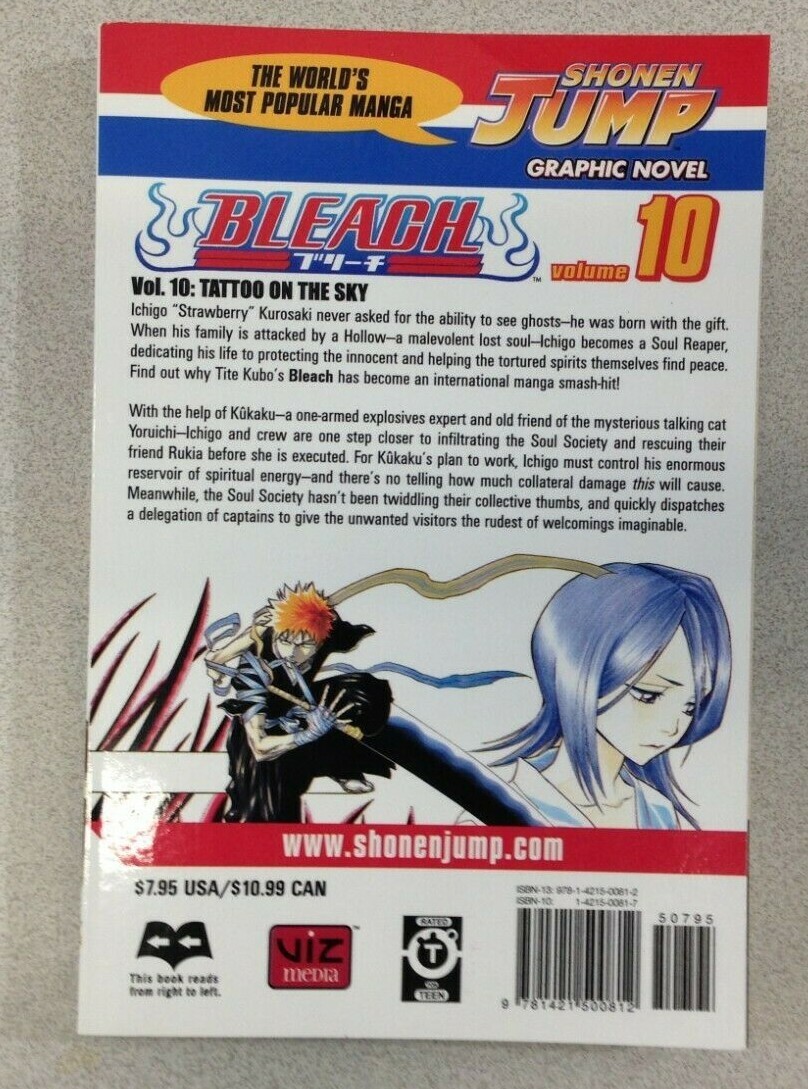 THE WORLD'S
MOST POPULAR MANGA
SHONEN
JUMP
GRAPHIC NOVEL
BLEACH
ブリーチ
™
volume 10
Vol. 10: TATTOO ON THE SKY
Ichigo "Strawberry" Kurosaki never asked for the ability to see ghosts—he was born with the gift.
When his family is attacked by a Hollow—a malevolent lost soul—Ichigo becomes a Soul Reaper,
dedicating his life to protecting the innocent and helping the tortured spirits themselves find peace.
Find out why Tite Kubo's Bleach has become an international manga smash-hit!
With the help of Kûkaku—a one-armed explosives expert and old friend of the mysterious talking cat
Yoruichi—Ichigo and crew are one step closer to infiltrating the Soul Society and rescuing their
friend Rukia before she is executed. For Kûkaku's plan to work, Ichigo must control his enormous
reservoir of spiritual energy—and there's no telling how much collateral damage this will cause.
Meanwhile, the Soul Society hasn't been twiddling their collective thumbs, and quickly dispatches
a delegation of captains to give the unwanted visitors the rudest of welcomings imaginable.
www.shonenjump.com
$7.95 USA/$10.99 CAN
ISBN-13: 978-1-4215-0081-2
ISBN-10: 1-4215-0081-7
50795
This book reads
from right to left.
VIZ
media
™
RATED
T
TEEN
9 781421 500812